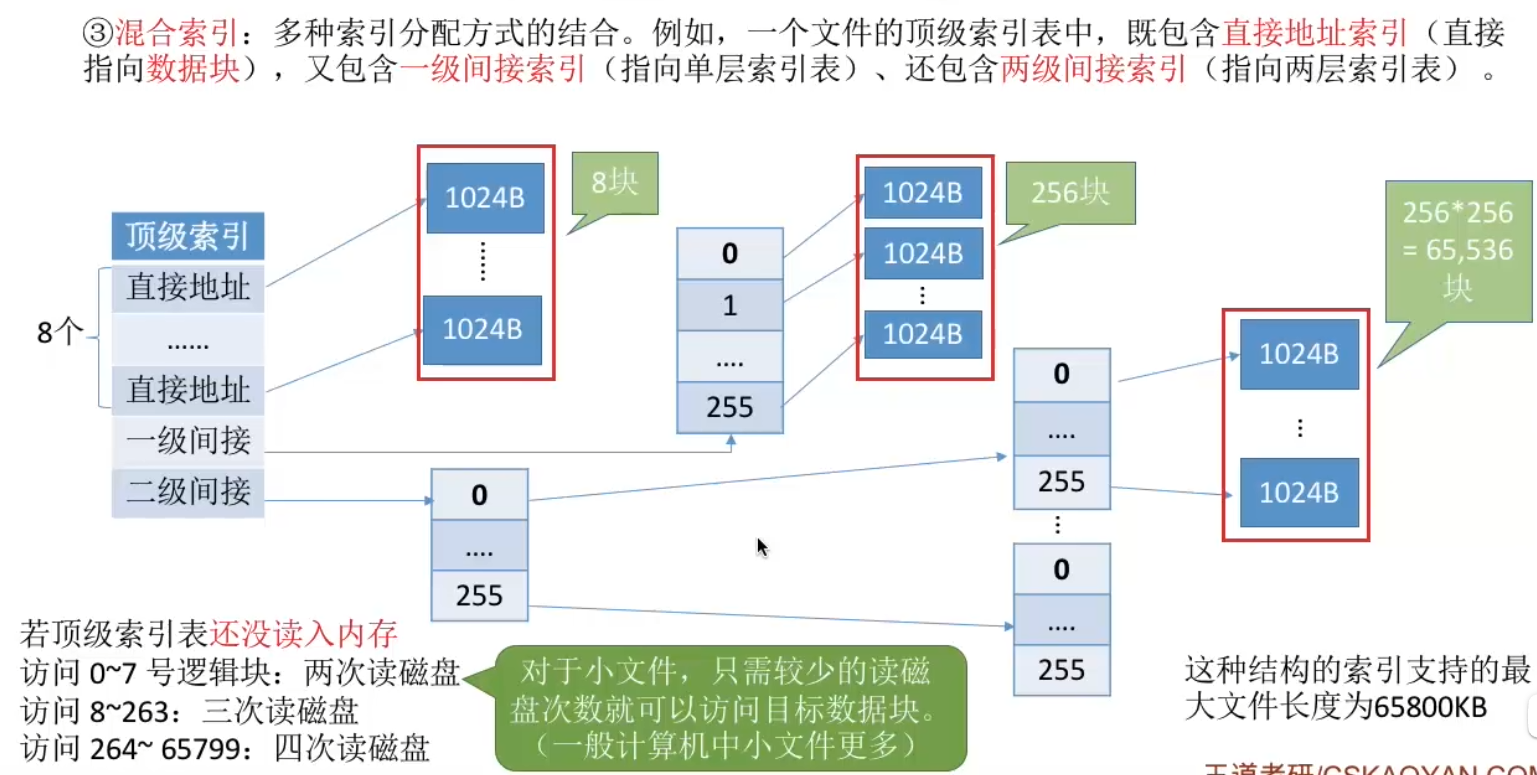 ③混合索引：多种索引分配方式的结合。例如，一个文件的顶级索引表中，既包含直接地址索引（直接
指向数据块），又包含一级间接索引（指向单层索引表）、还包含两级间接索引（指向两层索引表）。
顶级索引
8个
直接地址
......
直接地址
一级间接
二级间接
1024B
1024B
8块
0
1
....
255
1024B
1024B
1024B
256块
0
....
255
0
....
255
0
....
255
1024B
1024B
256*256
= 65,536
块
若顶级索引表还没读入内存
访问 0~7 号逻辑块：两次读磁盘
访问 8~263：三次读磁盘
访问 264~ 65799：四次读磁盘
对于小文件，只需较少的读磁
盘次数就可以访问目标数据块。
（一般计算机中小文件更多）
这种结构的索引支持的最
大文件长度为65800KB
王道考研/CSKAOYAN.COM